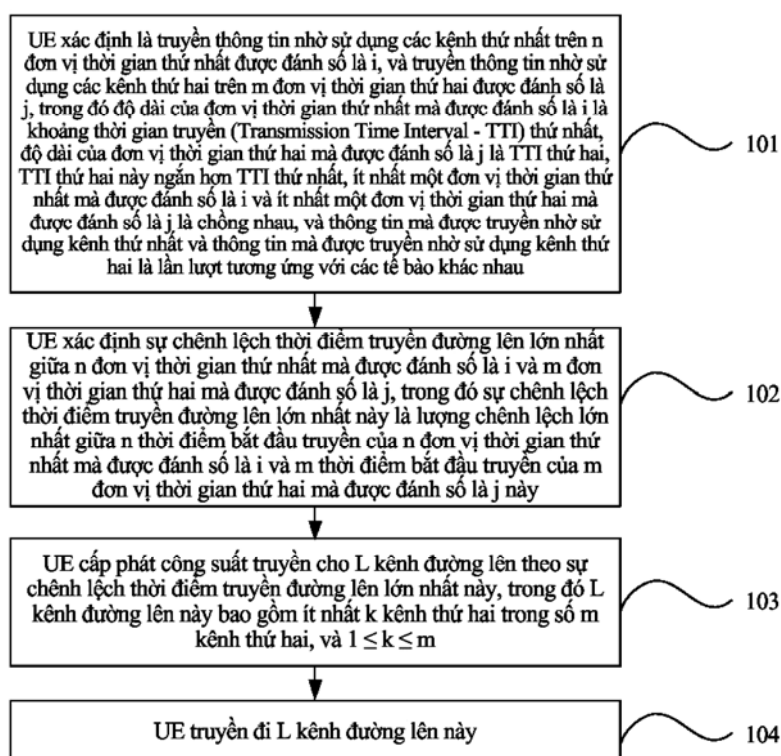 UE xác định là truyền thông tin nhờ sử dụng các kênh thứ nhất trên n
đơn vị thời gian thứ nhất được đánh số là i, và truyền thông tin nhờ sử
dụng các kênh thứ hai trên m đơn vị thời gian thứ hai được đánh số là
j, trong đó độ dài của đơn vị thời gian thứ nhất mà được đánh số là i là
khoảng thời gian truyền (Transmission Time Interval - TTI) thứ nhất,
độ dài của đơn vị thời gian thứ hai mà được đánh số là j là TTI thứ hai,
TTI thứ hai này ngắn hơn TTI thứ nhất, ít nhất một đơn vị thời gian thứ
nhất mà được đánh số là i và ít nhất một đơn vị thời gian thứ hai mà
được đánh số là j là chồng nhau, và thông tin mà được truyền nhờ sử
dụng kênh thứ nhất và thông tin mà được truyền nhờ sử dụng kênh thứ
hai là lần lượt tương ứng với các tế bào khác nhau
101
UE xác định sự chênh lệch thời điểm truyền đường lên lớn nhất
giữa n đơn vị thời gian thứ nhất mà được đánh số là i và m đơn
vị thời gian thứ hai mà được đánh số là j, trong đó sự chênh lệch
thời điểm truyền đường lên lớn nhất này là lượng chênh lệch lớn
nhất giữa n thời điểm bắt đầu truyền của n đơn vị thời gian thứ
nhất mà được đánh số là i và m thời điểm bắt đầu truyền của m
đơn vị thời gian thứ hai mà được đánh số là j này
102
UE cấp phát công suất truyền cho L kênh đường lên theo sự
chênh lệch thời điểm truyền đường lên lớn nhất này, trong đó L
kênh đường lên này bao gồm ít nhất k kênh thứ hai trong số m
kênh thứ hai, và 1 ≤ k ≤ m
103
UE truyền đi L kênh đường lên này
104